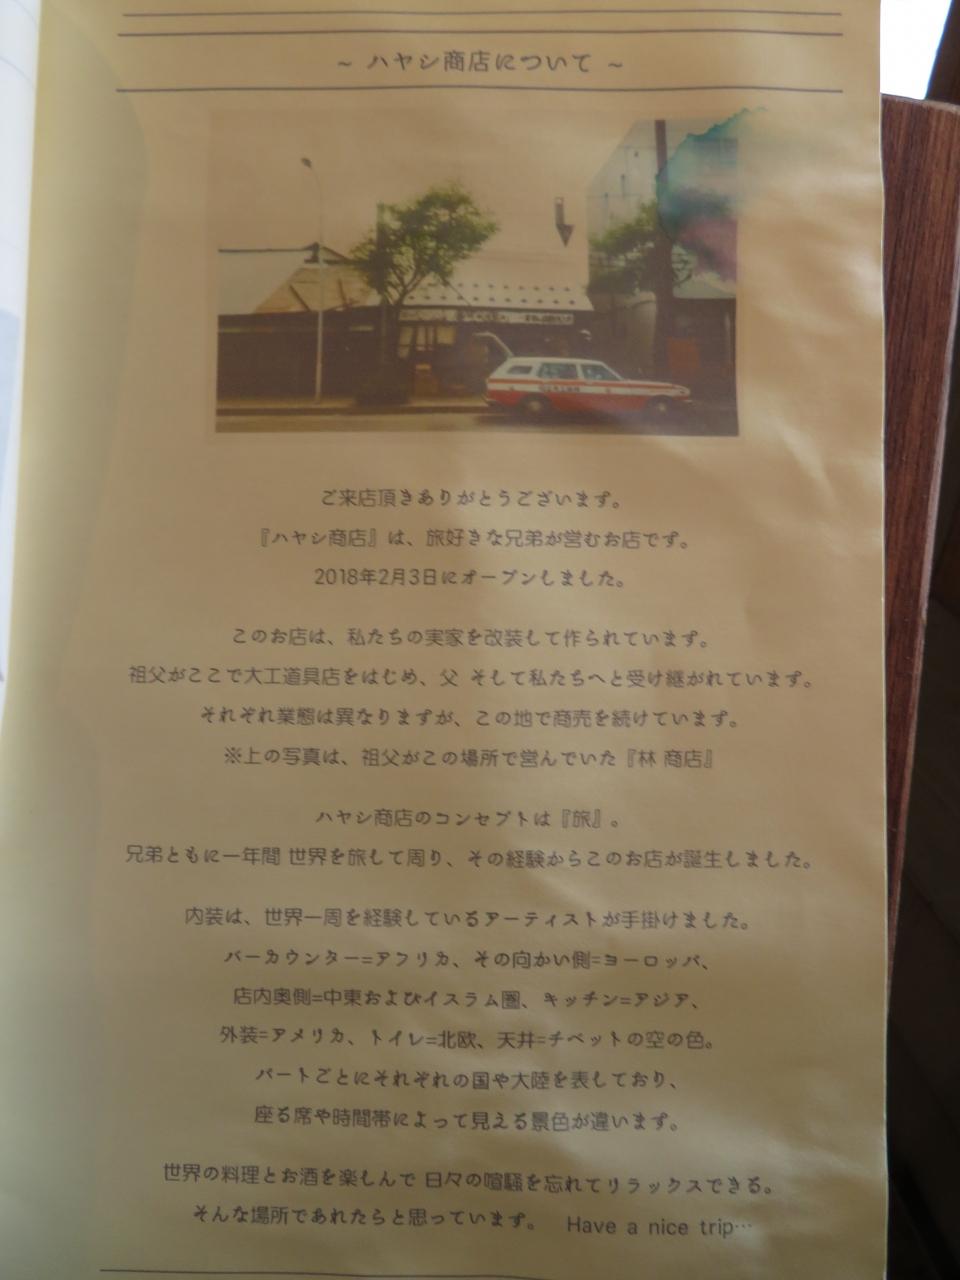 ~ ハヤシ商店について ~
ご来店頂きありがとうございます。
『ハヤシ商店』は、旅好きな兄弟が営むお店です。
2018年2月3日にオープンしました。
このお店は、私たちの実家を改装して作られています。
祖父がここで大工道具店をはじめ、父 そして私たちへと受け継がれています。
それぞれ業態は異なりますが、この地で商売を続けています。
※上の写真は、祖父がこの場所で営んでいた『林 商店』
ハヤシ商店のコンセプトは『旅』。
兄弟ともに一年間 世界を旅して周り、その経験からこのお店が誕生しました。
内装は、世界一周を経験しているアーティストが手掛けました。
バーカウンター=アフリカ、その向かい側=ヨーロッパ、
店内奥側=中東およびイスラム圏、キッチン=アジア、
外装=アメリカ、トイレ=北欧、天井=チベットの空の色。
パートごとにそれぞれの国や大陸を表しており、
座る席や時間帯によって見える景色が違います。
世界の料理とお酒を楽しんで 日々の喧騒を忘れてリラックスできる。
そんな場所であれたらと思っています。 Have a nice trip…